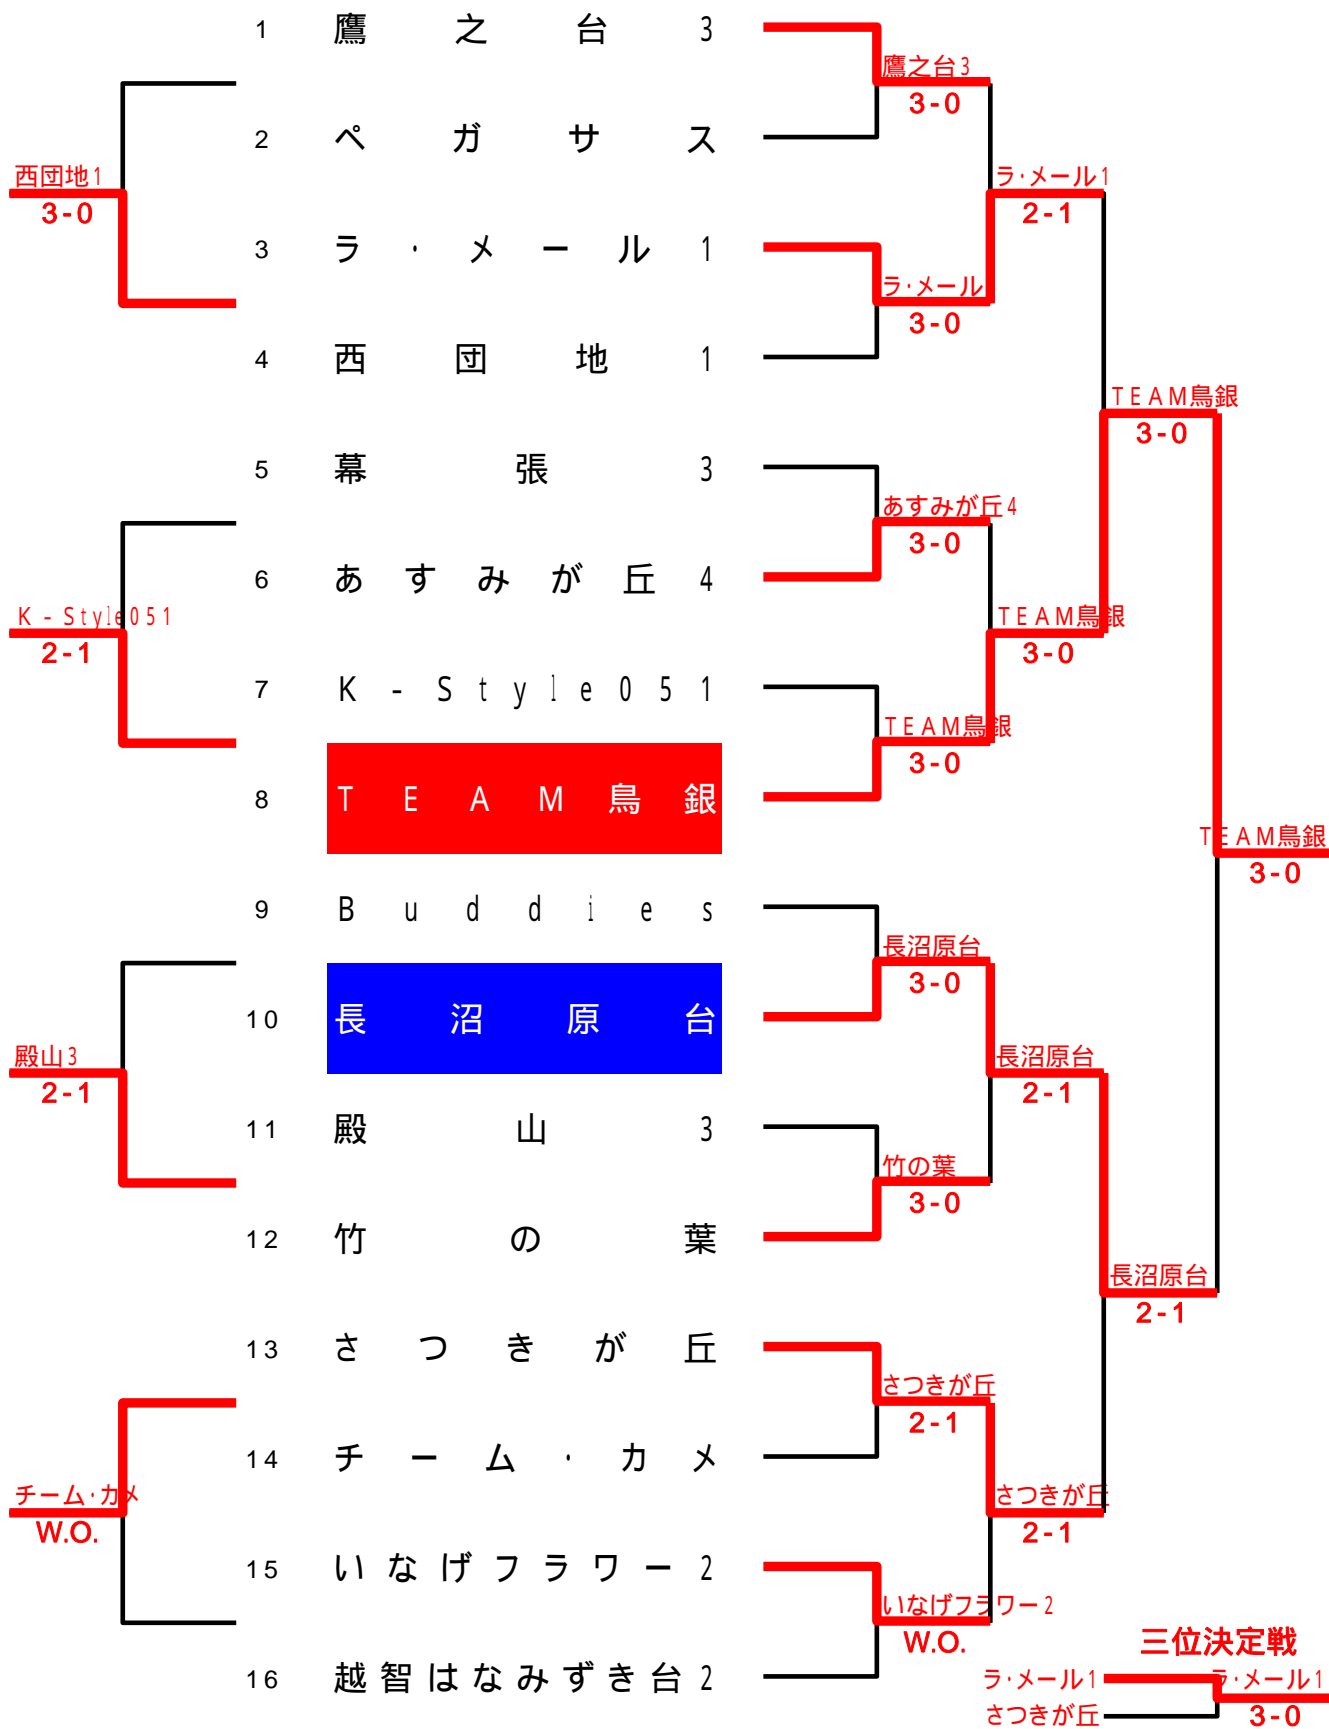 1 鷹之台3
鷹之台3
3-0
2 ペガサス
西団地1
3-0
ラ・メール1
2-1
3 ラ・メール1
ラ・メール
3-0
4 西団地1
TEAM鳥銀
3-0
5 幕張3
あすみが丘4
3-0
6 あすみが丘4
K-Style051
2-1
TEAM鳥銀
3-0
7 K-Style051
TEAM鳥銀
3-0
8 TEAM鳥銀
TEAM鳥銀
3-0
9 Buddies
長沼原台
3-0
10 長沼原台
殿山3
2-1
長沼原台
2-1
11 殿山3
竹の葉
3-0
12 竹の葉
長沼原台
2-1
13 さつきが丘
さつきが丘
2-1
14 チーム・カメ
チーム・カメ
W.O.
さつきが丘
2-1
15 いなげフラワー2
いなげフラワー2
W.O.
16 越智はなみずき台2
三位決定戦
ラ・メール1
ラ・メール1
さつきが丘
3-0